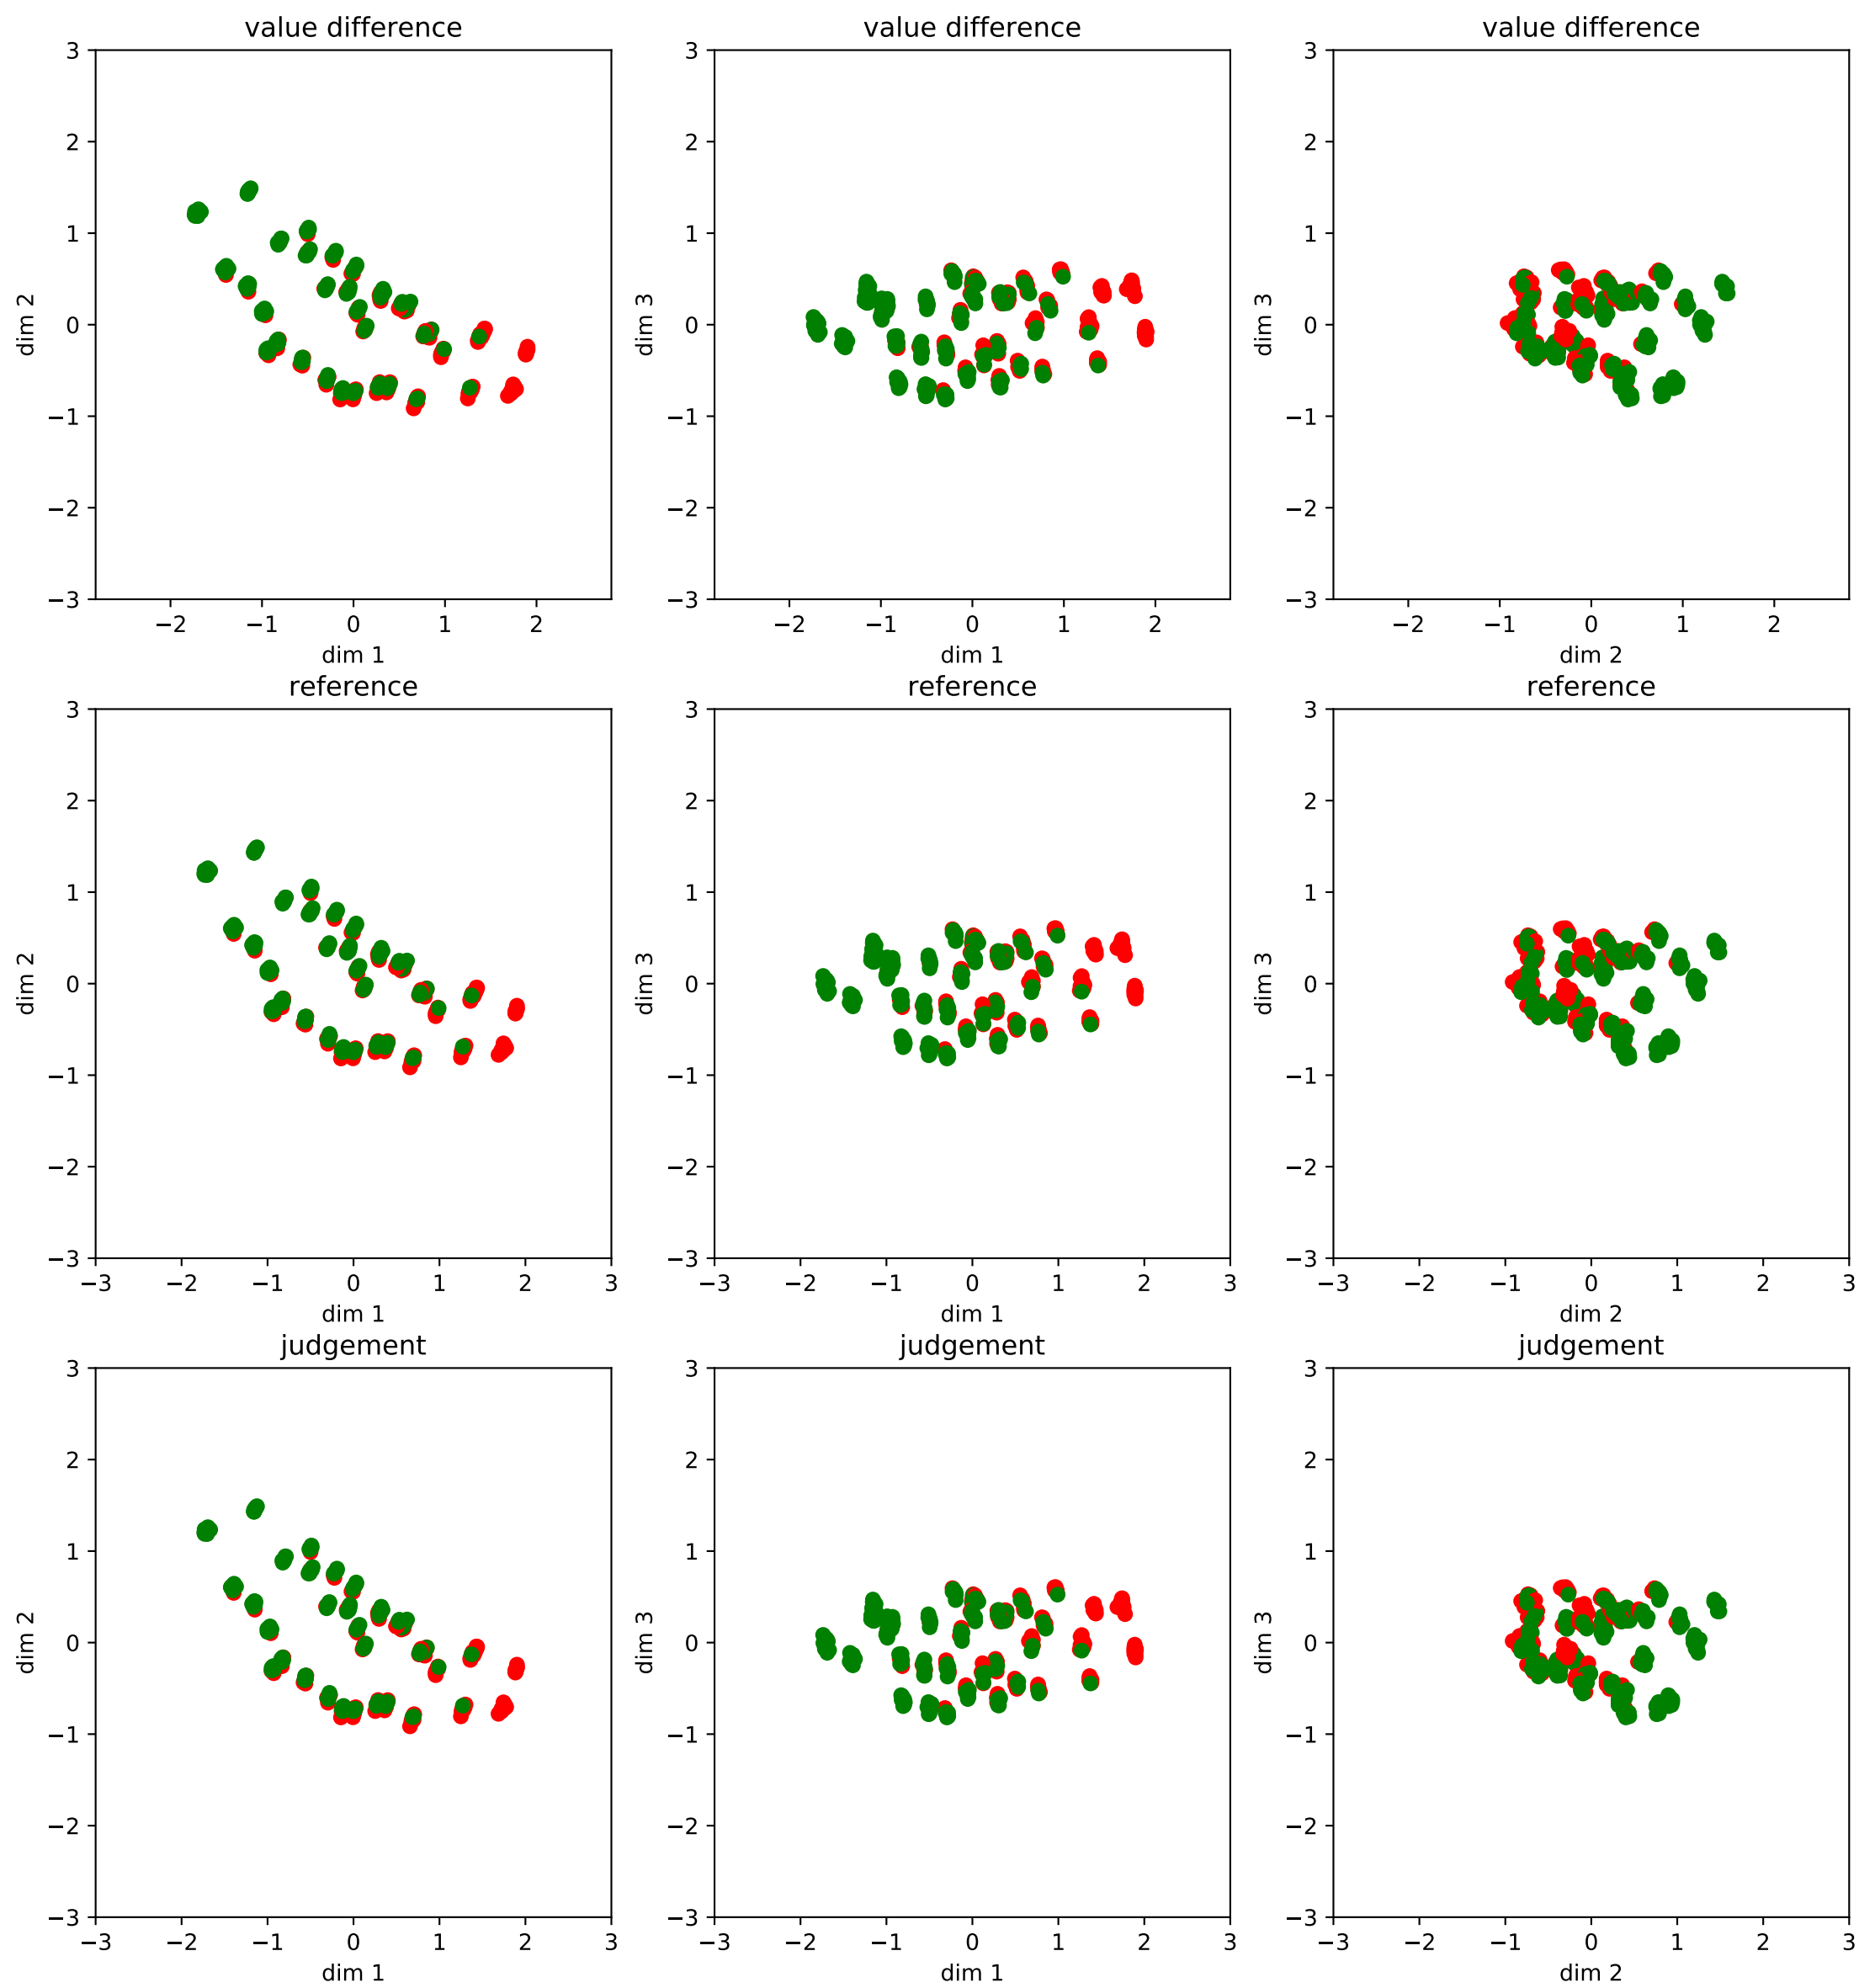 value difference value difference value difference
3 3 3
2 2 2
1 1 1
dim 2 0 dim 3 0 dim 3 0
−1 −1 −1
−2 −2 −2
−3 −3 −3
−2 −1 0 1 2 −2 −1 0 1 2 −2 −1 0 1 2
dim 1 dim 1 dim 2
reference reference reference
3 3 3
2 2 2
1 1 1
dim 2 0 dim 3 0 dim 3 0
−1 −1 −1
−2 −2 −2
−3 −3 −3
−3 −2 −1 0 1 2 3 −3 −2 −1 0 1 2 3 −3 −2 −1 0 1 2 3
dim 1 dim 1 dim 2
judgement judgement judgement
3 3 3
2 2 2
1 1 1
dim 2 0 dim 3 0 dim 3 0
−1 −1 −1
−2 −2 −2
−3 −3 −3
−3 −2 −1 0 1 2 3 −3 −2 −1 0 1 2 3 −3 −2 −1 0 1 2 3
dim 1 dim 1 dim 2